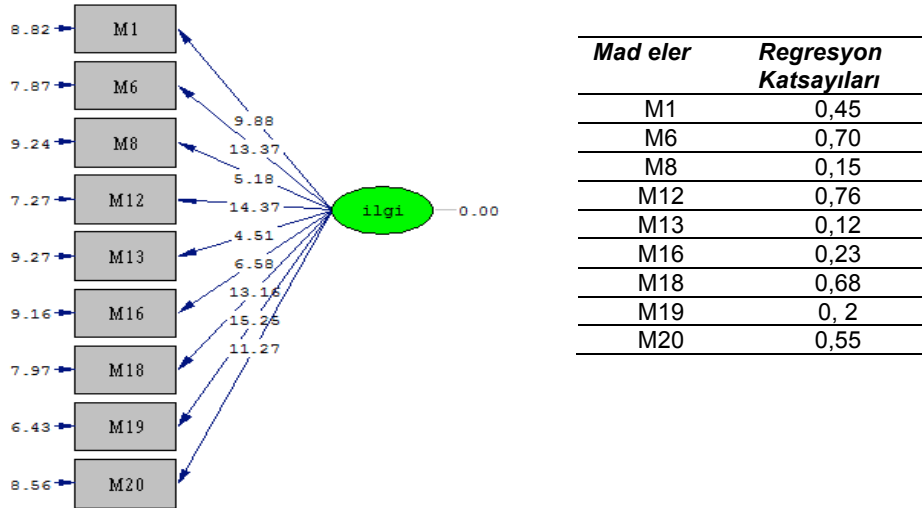 8.82 M1
7.87 M6
9.24 M8
7.27 M12
9.27 M13
9.16 M16
7.97 M18
6.43 M19
8.56 M20
9.88
13.37
5.18
14.37
4.51
6.58
13.16
15.25
11.27
ilgi 0.00
Mad eler Regresyon
Katsayıları
M1 0,45
M6 0,70
M8 0,15
M12 0,76
M13 0,12
M16 0,23
M18 0,68
M19 0, 2
M20 0,55